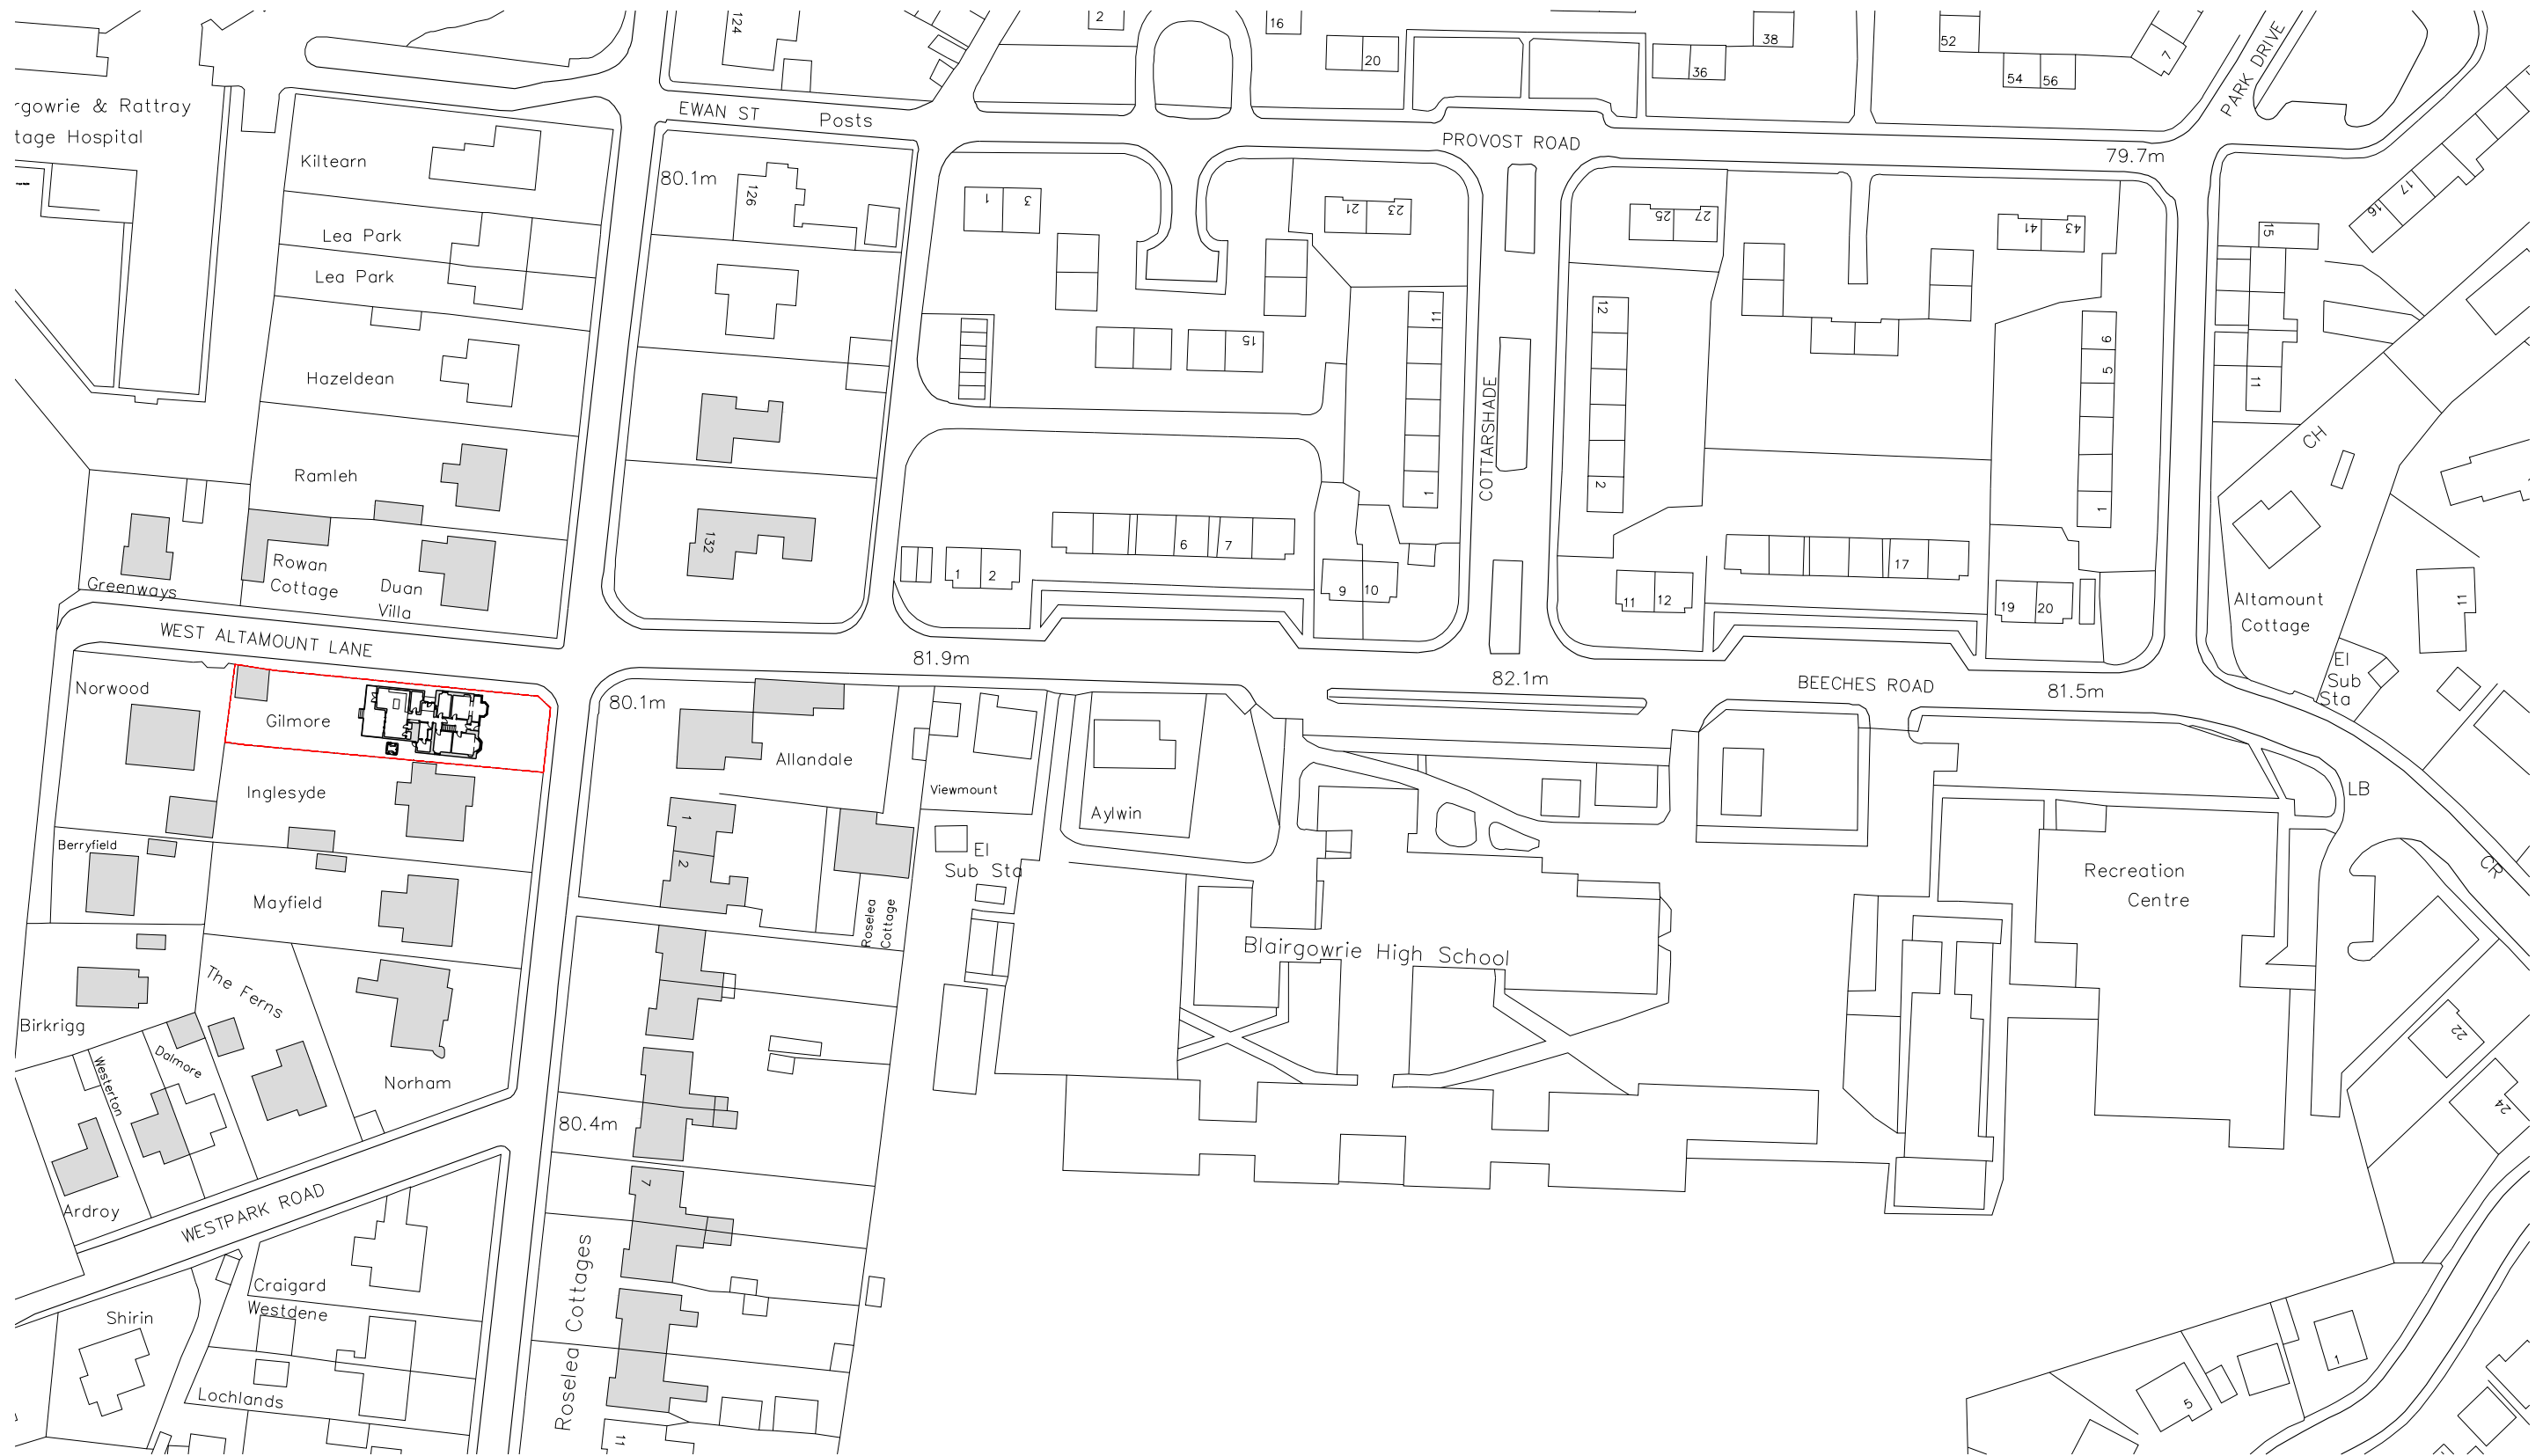 124
2
16
20
36
38
52
54
56
7
PARK DRIVE
rgowrie & Rattray
tage Hospital
EWAN ST
Posts
PROVOST ROAD
79.7m
Kiltearn
80.1m
126
1
3
21
23
25
27
41
43
15
16
17
Lea Park
Lea Park
Hazeldean
15
11
12
6
5
11
COTTARSHADE
CH
Ramleh
1
2
1
132
6
7
17
Greenways
Rowan
Cottage
Duan
Villa
1
2
9
10
11
12
19
20
Altamount
Cottage
11
WEST ALTAMOUNT LANE
81.9m
82.1m
BEECHES ROAD
81.5m
El
Sub
Sta
Norwood
Gilmore
80.1m
Allandale
Viewmount
Aylwin
LB
Inglesyde
1
2
Berryfield
El
Sub Sta
Recreation
Centre
CR
Mayfield
Roselea
Cottage
Blairgowrie High School
The Ferns
Birkrigg
Dalmore
Westerton
Norham
80.4m
22
24
Ardroy
WESTPARK ROAD
7
Roselea Cottages
Craigard
Westdene
Shirin
Lochlands
11
1
5